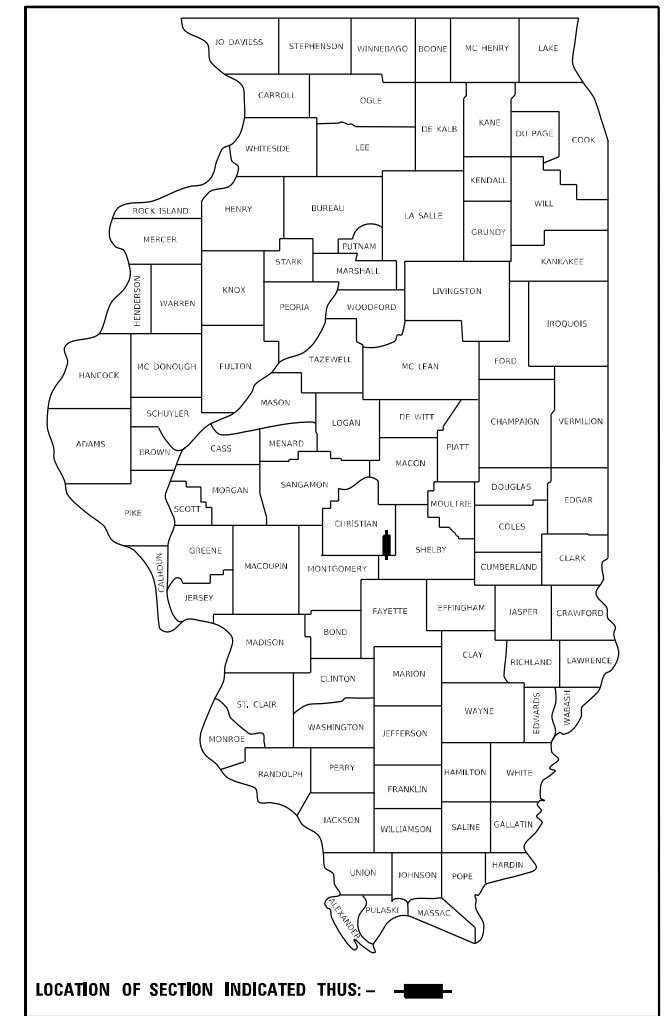 JO DAVIESS
STEPHENSON
WINNEBAGO
BOONE
MC HENRY
LAKE
CARROLL
OGLE
DE KALB
KANE
DU PAGE
COOK
WHITESIDE
LEE
KENDALL
WILL
ROCK ISLAND
HENRY
BUREAU
LA SALLE
GRUNDY
MERCER
PUTNAM
STARK
MARSHALL
KANKAKEE
HENDERSON
WARREN
KNOX
PEORIA
WOODFORD
LIVINGSTON
IROQUOIS
HANCOCK
MC DONOUGH
FULTON
TAZEWELL
MC LEAN
FORD
MASON
SCHUYLER
LOGAN
DE WITT
CHAMPAIGN
VERMILION
ADAMS
BROWN
CASS
MENARD
PIATT
MACON
PIKE
SCOTT
MORGAN
SANGAMON
MOULTRIE
DOUGLAS
EDGAR
CHRISTIAN
COLES
CALHOUN
GREENE
MACOUPIN
MONTGOMERY
SHELBY
CUMBERLAND
CLARK
JERSEY
FAYETTE
EFFINGHAM
JASPER
CRAWFORD
MADISON
BOND
CLAY
RICHLAND
LAWRENCE
CLINTON
MARION
ST. CLAIR
WAYNE
EDWARDS
WABASH
MONROE
WASHINGTON
JEFFERSON
RANDOLPH
PERRY
HAMILTON
WHITE
FRANKLIN
JACKSON
WILLIAMSON
SALINE
GALLATIN
UNION
JOHNSON
POPE
HARDIN
ALEXANDER
PULASKI
MASSAC
LOCATION OF SECTION INDICATED THUS: –